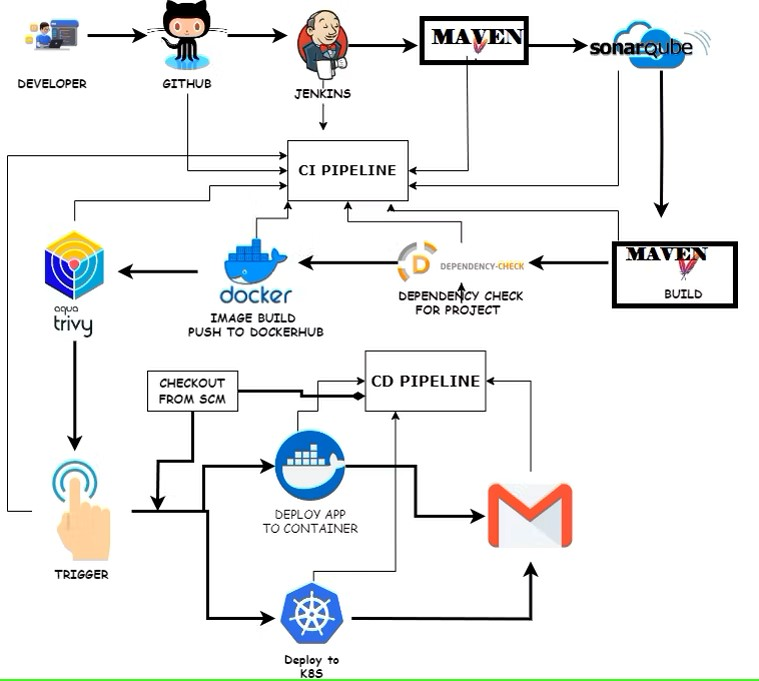 MAVEN
sonarqube
DEVELOPER
GITHUB
JENKINS
CI PIPELINE
MAVEN
BUILD
D
DEPENDENCY-CHECK
DEPENDENCY CHECK
FOR PROJECT
docker
IMAGE BUILD
PUSH TO DOCKERHUB
aqua
trivy
CHECKOUT
FROM SCM
CD PIPELINE
DEPLOY APP
TO CONTAINER
TRIGGER
Deploy to
K8S